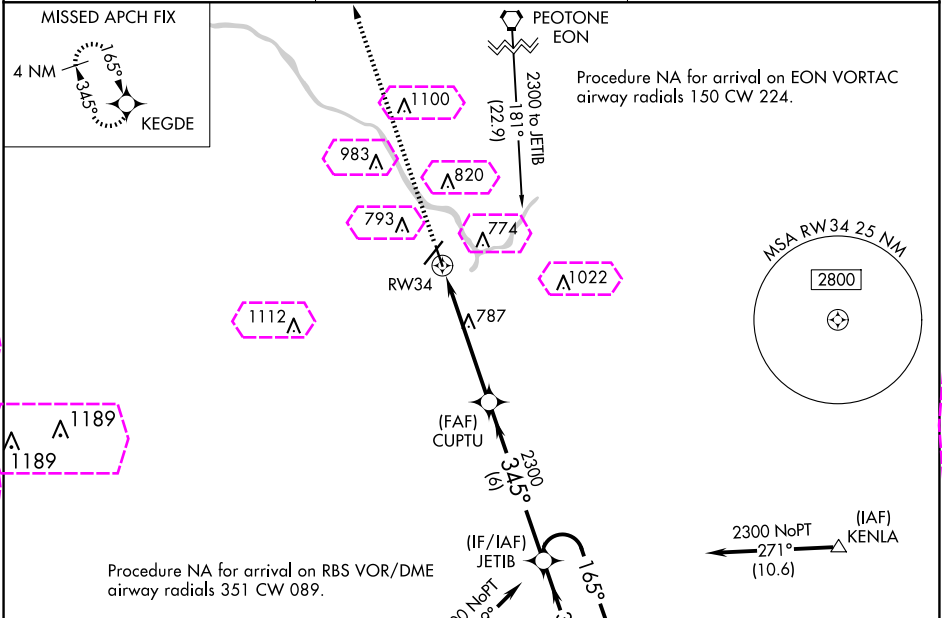 MISSED APCH FIX
4 NM
165°
345°
KEGDE
PEOTONE
EON
2300 to JETIB
181°
(22.9)
Procedure NA for arrival on EON VORTAC
airway radials 150 CW 224.
1100
983
820
793
774
RW34
1022
MSA RW34 25 NM
2800
1112
787
1189
1189
(FAF)
CUPTU
2300
345°
(6)
(IF/IAF)
JETIB
165°
2300 NoPT
271°
(10.6)
(IAF)
KENLA
Procedure NA for arrival on RBS VOR/DME
airway radials 351 CW 089.
NoPT